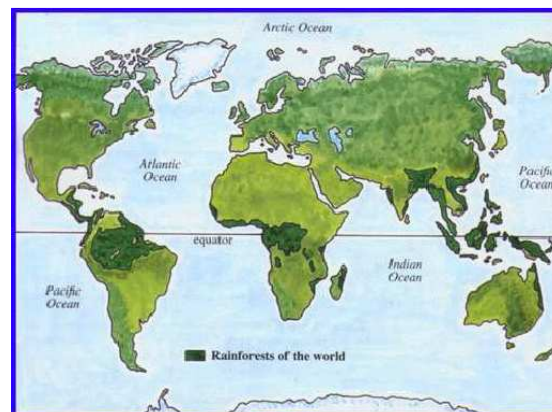 Arctic Ocean
Atlantic
Ocean
Pacific
Ocean
equator
Indian
Ocean
Pacific
Ocean
Rainforests of the world